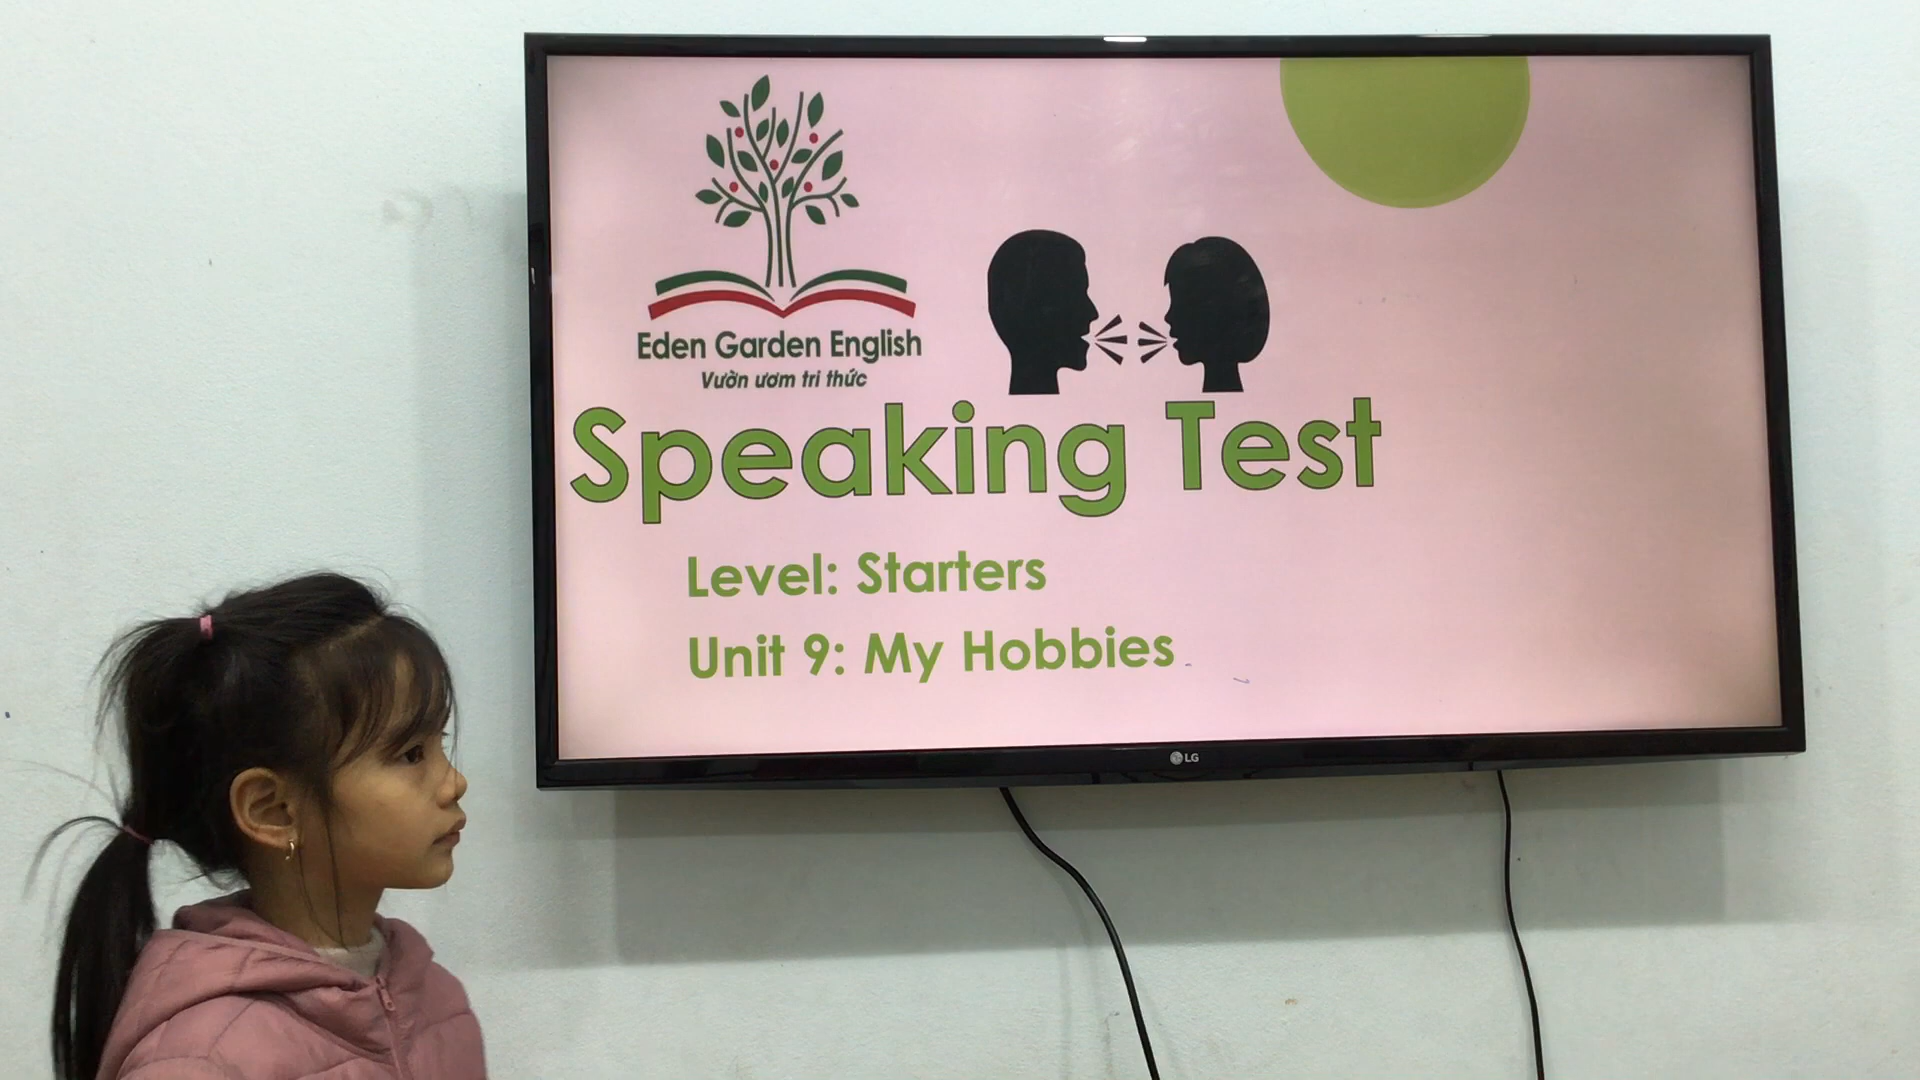 Eden Garden English
Vườn ươm tri thức
Speaking Test
Level: Starters
Unit 9: My Hobbies
LG